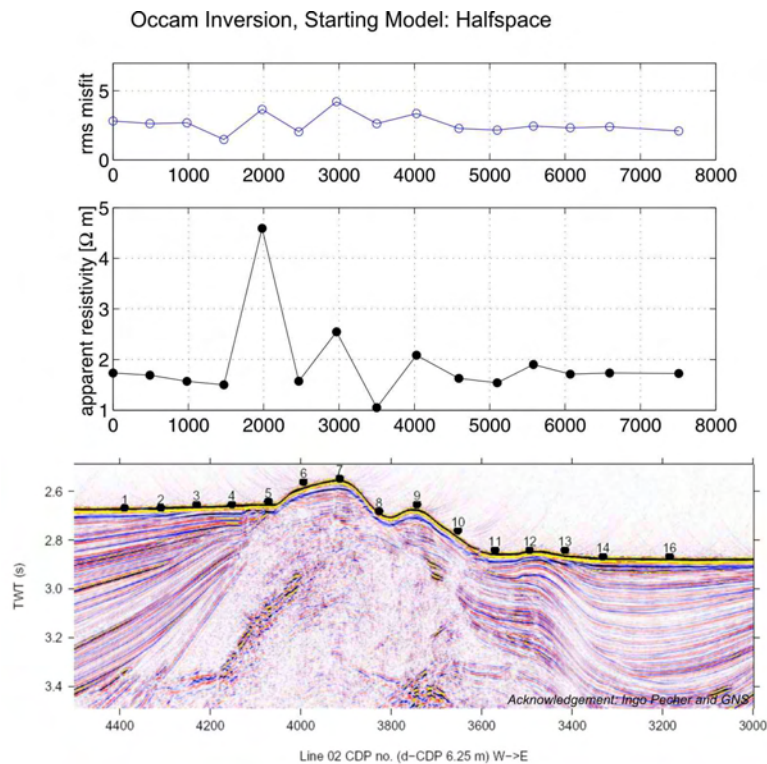 Occam Inversion, Starting Model: Halfspace
rms misfit
5
0
0 1000 2000 3000 4000 5000 6000 7000 8000
apparent resistivity [Ω m]
5
4
3
2
1
0 1000 2000 3000 4000 5000 6000 7000 8000
TWT (s)
2.6
2.8
3.0
3.2
3.4
1 2 3 4 5 6 7 8 9 10 11 12 13 14 16
Acknowledgement: Ingo Pecher and GNS
4400 4200 4000 3800 3600 3400 3200 3000
Line 02 CDP no. (d-CDP 6.25 m) W->E